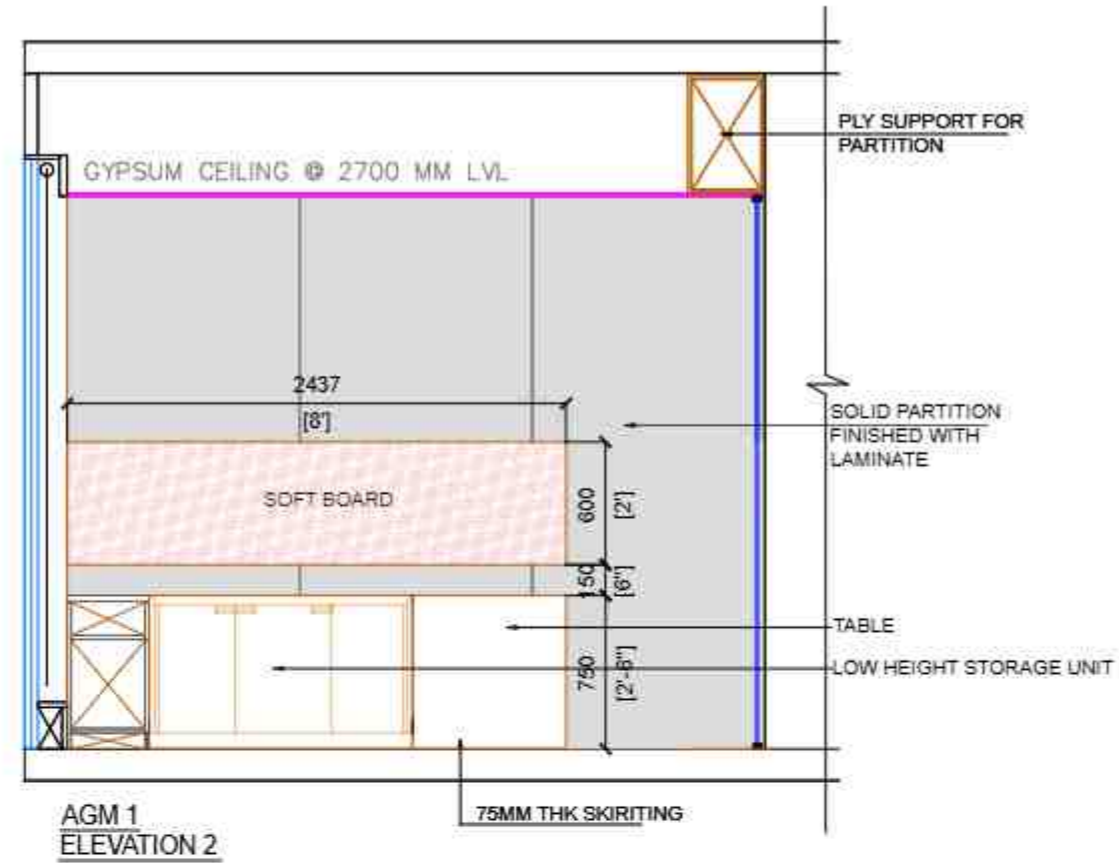 PLY SUPPORT FOR
PARTITION
GYPSUM CEILING @ 2700 MM LVL
2437
[8']
SOLID PARTITION
FINISHED WITH
LAMINATE
SOFT BOARD
600
[2']
150
[6"]
TABLE
LOW HEIGHT STORAGE UNIT
750
[2'-6"]
75MM THK SKIRITING
AGM 1
ELEVATION 2